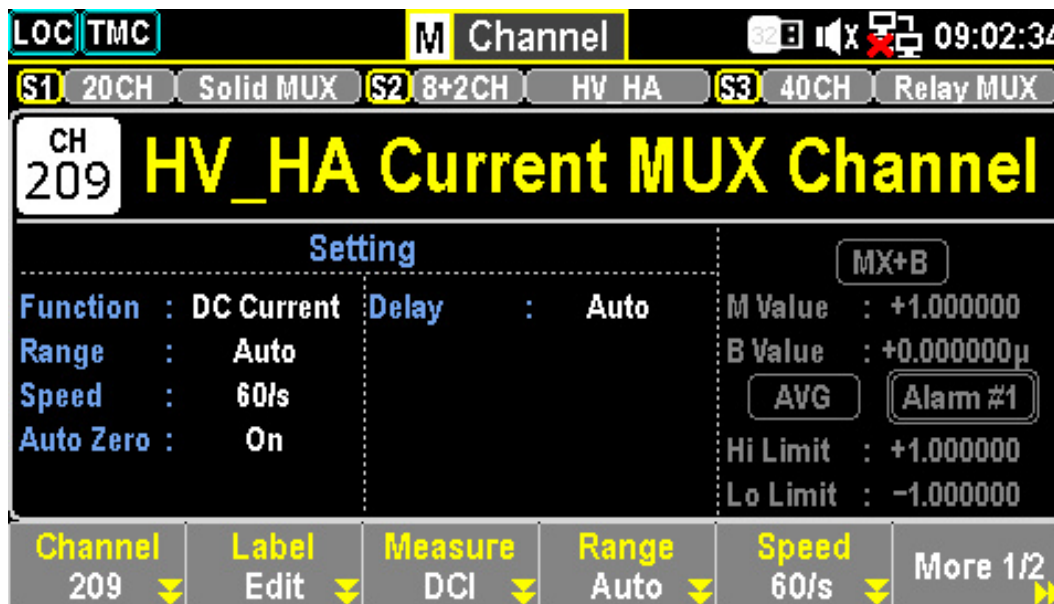 LOC TMC M Channel 32 X 09:02:34
S1 20CH Solid MUX S2 8+2CH HV_HA S3 40CH Relay MUX
CH
209
HV_HA Current MUX Channel
Setting
Function : DC Current
Range : Auto
Speed : 60/s
Auto Zero : On
Delay : Auto
MX+B
M Value : +1.000000
B Value : +0.000000µ
AVG Alarm #1
Hi Limit : +1.000000
Lo Limit : -1.000000
Channel
209
Label
Edit
Measure
DCI
Range
Auto
Speed
60/s
More 1/2